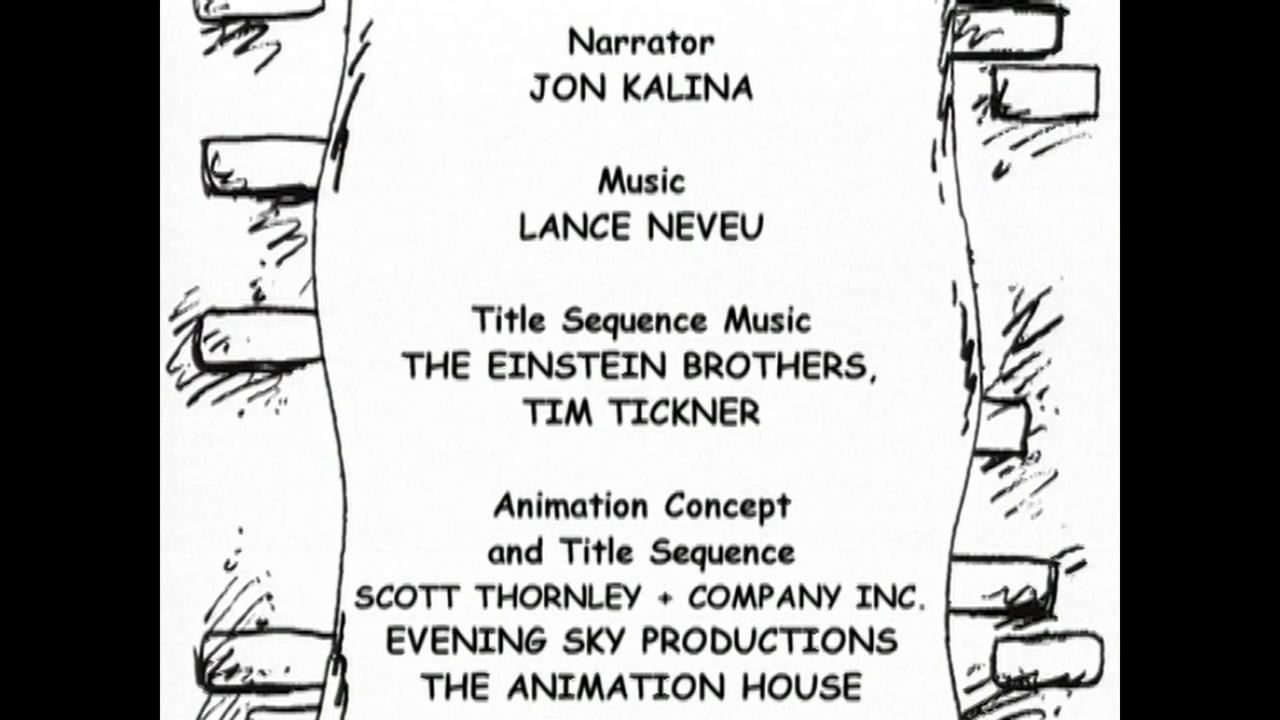 Narrator
JON KALINA
Music
LANCE NEVEU
Title Sequence Music
THE EINSTEIN BROTHERS,
TIM TICKNER
Animation Concept
and Title Sequence
SCOTT THORNLEY + COMPANY INC.
EVENING SKY PRODUCTIONS
THE ANIMATION HOUSE